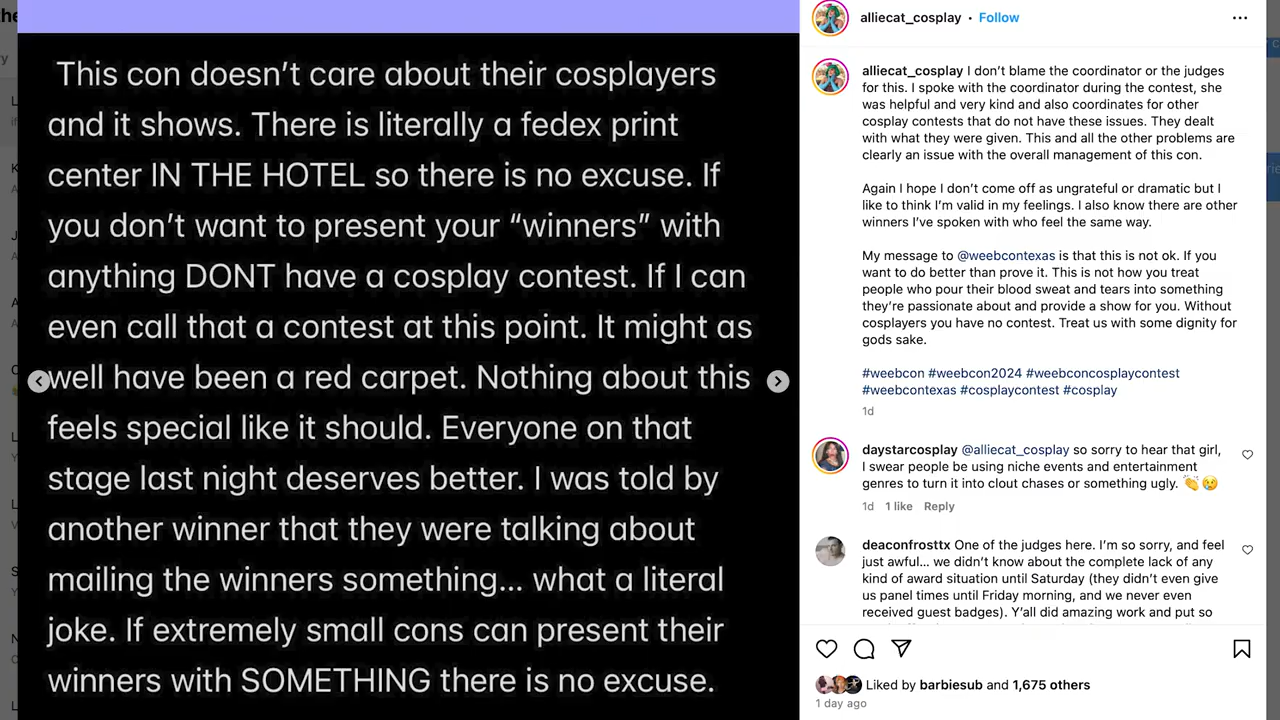 This con doesn’t care about their cosplayers
and it shows. There is literally a fedex print
center IN THE HOTEL so there is no excuse. If
you don’t want to present your “winners” with
anything DONT have a cosplay contest. If I can
even call that a contest at this point. It might as
well have been a red carpet. Nothing about this
feels special like it should. Everyone on that
stage last night deserves better. I was told by
another winner that they were talking about
mailing the winners something... what a literal
joke. If extremely small cons can present their
winners with SOMETHING there is no excuse.
alliecat_cosplay • Follow
alliecat_cosplay I don’t blame the coordinator or the judges
for this. I spoke with the coordinator during the contest, she
was helpful and very kind and also coordinates for other
cosplay contests that do not have these issues. They dealt
with what they were given. This and all the other problems are
clearly an issue with the overall management of this con.
Again I hope I don’t come off as ungrateful or dramatic but I
like to think I’m valid in my feelings. I also know there are other
winners I’ve spoken with who feel the same way.
My message to @weebcontexas is that this is not ok. If you
want to do better than prove it. This is not how you treat
people who pour their blood sweat and tears into something
they’re passionate about and provide a show for you. Without
cosplayers you have no contest. Treat us with some dignity for
gods sake.
#weebcon #weebcon2024 #weebconcosplaycontest
#weebcontexas #cosplaycontest #cosplay
1d
daystarcosplay @alliecat_cosplay so sorry to hear that girl,
I swear people be using niche events and entertainment
genres to turn it into clout chases or something ugly. 👏😢
1d 1 like Reply
deaconfrosttx One of the judges here. I’m so sorry, and feel
just awful... we didn’t know about the complete lack of any
kind of award situation until Saturday (they didn’t even give
us panel times until Friday morning, and we never even
received guest badges). Y’all did amazing work and put so
Liked by barbiesub and 1,675 others
1 day ago